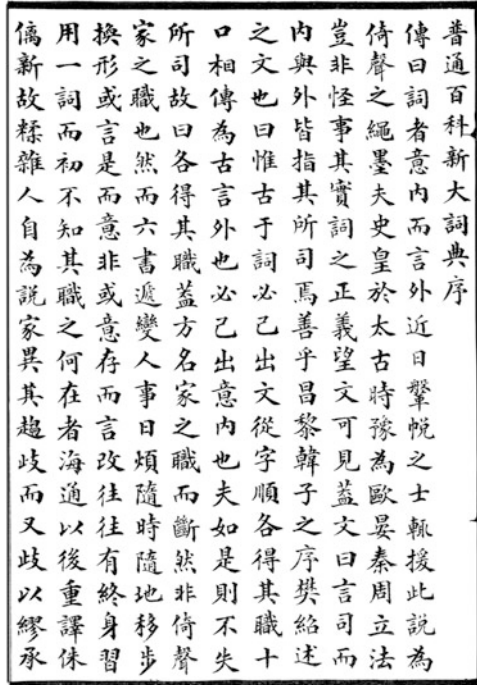 普通百科新大詞典序
傳曰詞者意內而言外近日鞶帨之士輒援此說為
倚聲之繩墨夫史皇於太古時豫為歐晏秦周立法
豈非怪事其實詞之正義望文可見蓋文曰言司而
內與外皆指其所司焉善乎昌黎韓子之序樊紹述
之文也曰惟古于詞必己出文從字順各得其職十
口相傳為古言外也必己出意內也夫如是則不失
所司故曰各得其職蓋方名家之職而斷然非倚聲
家之職也然而六書遞變人事日煩隨時隨地移步
換形或言是而意非或意存而言改往往有終身習
用一詞而初不知其職之何在者海通以後重譯侏
僪新故糅雜人自為說家異其趨歧而又歧以繆承